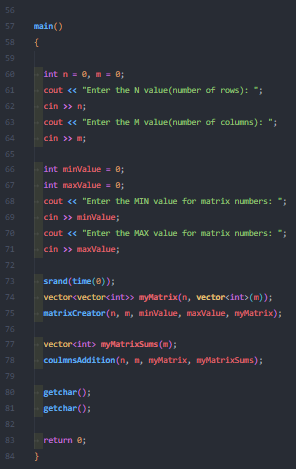 56
57 main()
58 {
59
60 int n = 0, m = 0;
61 cout << "Enter the N value(number of rows): ";
62 cin >> n;
63 cout << "Enter the M value(number of columns): ";
64 cin >> m;
65
66 int minValue = 0;
67 int maxValue = 0;
68 cout << "Enter the MIN value for matrix numbers: ";
69 cin >> minValue;
70 cout << "Enter the MAX value for matrix numbers: ";
71 cin >> maxValue;
72
73 srand(time(0));
74 vector<vector<int>> myMatrix(n, vector<int>(m));
75 matrixCreator(n, m, minValue, maxValue, myMatrix);
76
77 vector<int> myMatrixSums(m);
78 coulmnsAddition(n, m, myMatrix, myMatrixSums);
79
80 getchar();
81 getchar();
82
83 return 0;
84 }